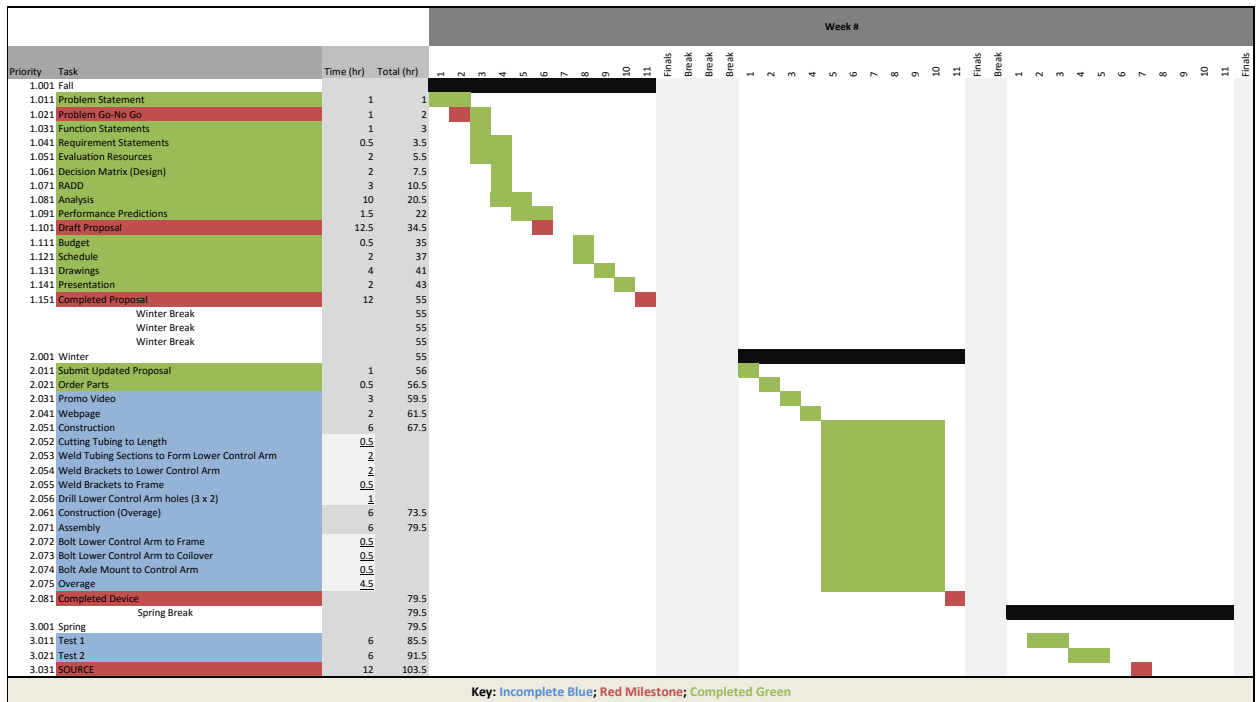 Week #
Priority Task Time (hr) Total (hr) 1 2 3 4 5 6 7 8 9 10 11 Finals Break Break Break 1 2 3 4 5 6 7 8 9 10 11 Finals Break 1 2 3 4 5 6 7 8 9 10 11 Finals
1.001 Fall
1.011 Problem Statement 1 1
1.021 Problem Go-No Go 1 2
1.031 Function Statements 1 3
1.041 Requirement Statements 0.5 3.5
1.051 Evaluation Resources 2 5.5
1.061 Decision Matrix (Design) 2 7.5
1.071 RADD 3 10.5
1.081 Analysis 10 20.5
1.091 Performance Predictions 1.5 22
1.101 Draft Proposal 12.5 34.5
1.111 Budget 0.5 35
1.121 Schedule 2 37
1.131 Drawings 4 41
1.141 Presentation 2 43
1.151 Completed Proposal 12 55
Winter Break 55
Winter Break 55
Winter Break 55
2.001 Winter 55
2.011 Submit Updated Proposal 1 56
2.021 Order Parts 0.5 56.5
2.031 Promo Video 3 59.5
2.041 Webpage 2 61.5
2.051 Construction 6 67.5
2.052 Cutting Tubing to Length 0.5
2.053 Weld Tubing Sections to Form Lower Control Arm 2
2.054 Weld Brackets to Lower Control Arm 2
2.055 Weld Brackets to Frame 0.5
2.056 Drill Lower Control Arm holes (3 x 2) 1
2.061 Construction (Overage) 6 73.5
2.071 Assembly 6 79.5
2.072 Bolt Lower Control Arm to Frame 0.5
2.073 Bolt Lower Control Arm to Coilover 0.5
2.074 Bolt Axle Mount to Control Arm 0.5
2.075 Overage 4.5
2.081 Completed Device 79.5
Spring Break 79.5
3.001 Spring 79.5
3.011 Test 1 6 85.5
3.021 Test 2 6 91.5
3.031 SOURCE 12 103.5
Key: Incomplete Blue; Red Milestone; Completed Green